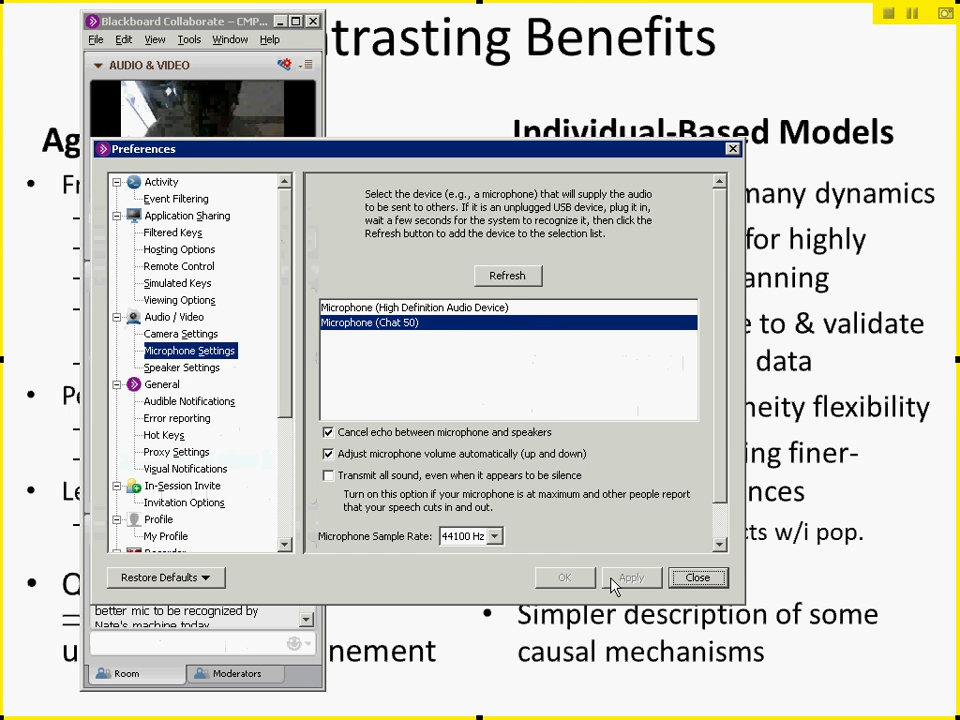 trasting Benefits
Blackboard Collaborate – CMP...
File Edit View Tools Window Help
AUDIO & VIDEO
Ag
Individual-Based Models
Preferences
Activity
Event Filtering
Application Sharing
Filtered Keys
Hosting Options
Remote Control
Simulated Keys
Viewing Options
Audio / Video
Camera Settings
Microphone Settings
Speaker Settings
General
Audible Notifications
Error reporting
Hot Keys
Proxy Settings
Visual Notifications
In-Session Invite
Invitation Options
Profile
My Profile
Recorder
Select the device (e.g., a microphone) that will supply the audio
to be sent to others. If it is an unplugged USB device, plug it in,
wait a few seconds for the system to recognize it, then click the
Refresh button to add the device to the selection list.
Refresh
Microphone (High Definition Audio Device)
Microphone (Chat 50)
Cancel echo between microphone and speakers
Adjust microphone volume automatically (up and down)
Transmit all sound, even when it appears to be silence
Turn on this option if your microphone is at maximum and other people report
that your speech cuts in and out.
Microphone Sample Rate: 44100 Hz
Restore Defaults
OK
Apply
Close
better mic to be recognized by
Nate's machine today
Room
Moderators
Fr
Pe
Le
u
nement
many dynamics
for highly
anning
e to & validate
data
neity flexibility
ing finer-
nces
cts w/i pop.
Simpler description of some
causal mechanisms